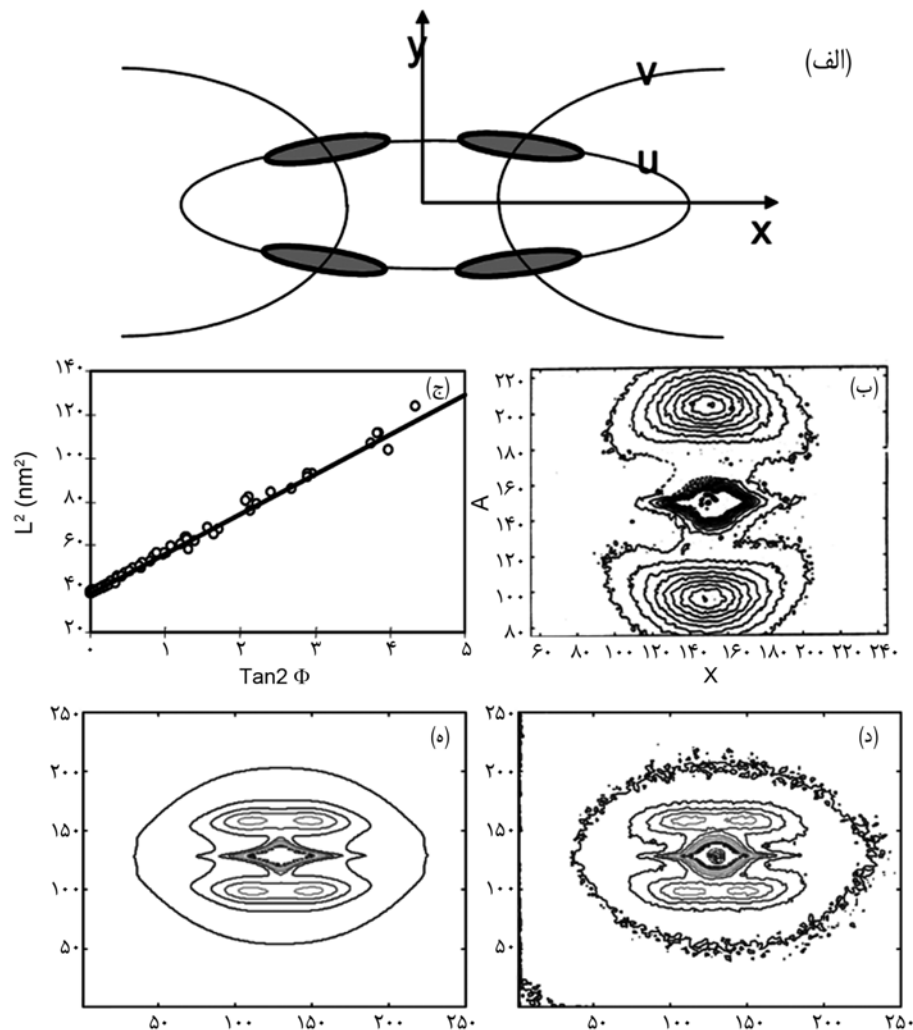 (الف)
y
v
u
x
(ج)
۱۴۰
۱۲۰
۱۰۰
۸۰
۶۰
۴۰
۲۰
L² (nm²)
۰ ۱ ۲ ۳ ۴ ۵
Tan2 Φ
(ب)
۲۲۰
۲۰۰
۱۸۰
۱۶۰
۱۴۰
۱۲۰
۱۰۰
۸۰
A
۶۰ ۸۰ ۱۰۰ ۱۲۰ ۱۴۰ ۱۶۰ ۱۸۰ ۲۰۰ ۲۲۰ ۲۴۰
X
(ه)
۲۵۰
۲۰۰
۱۵۰
۱۰۰
۵۰
۵۰ ۱۰۰ ۱۵۰ ۲۰۰ ۲۵۰
(د)
۲۵۰
۲۰۰
۱۵۰
۱۰۰
۵۰
۵۰ ۱۰۰ ۱۵۰ ۲۰۰ ۲۵۰